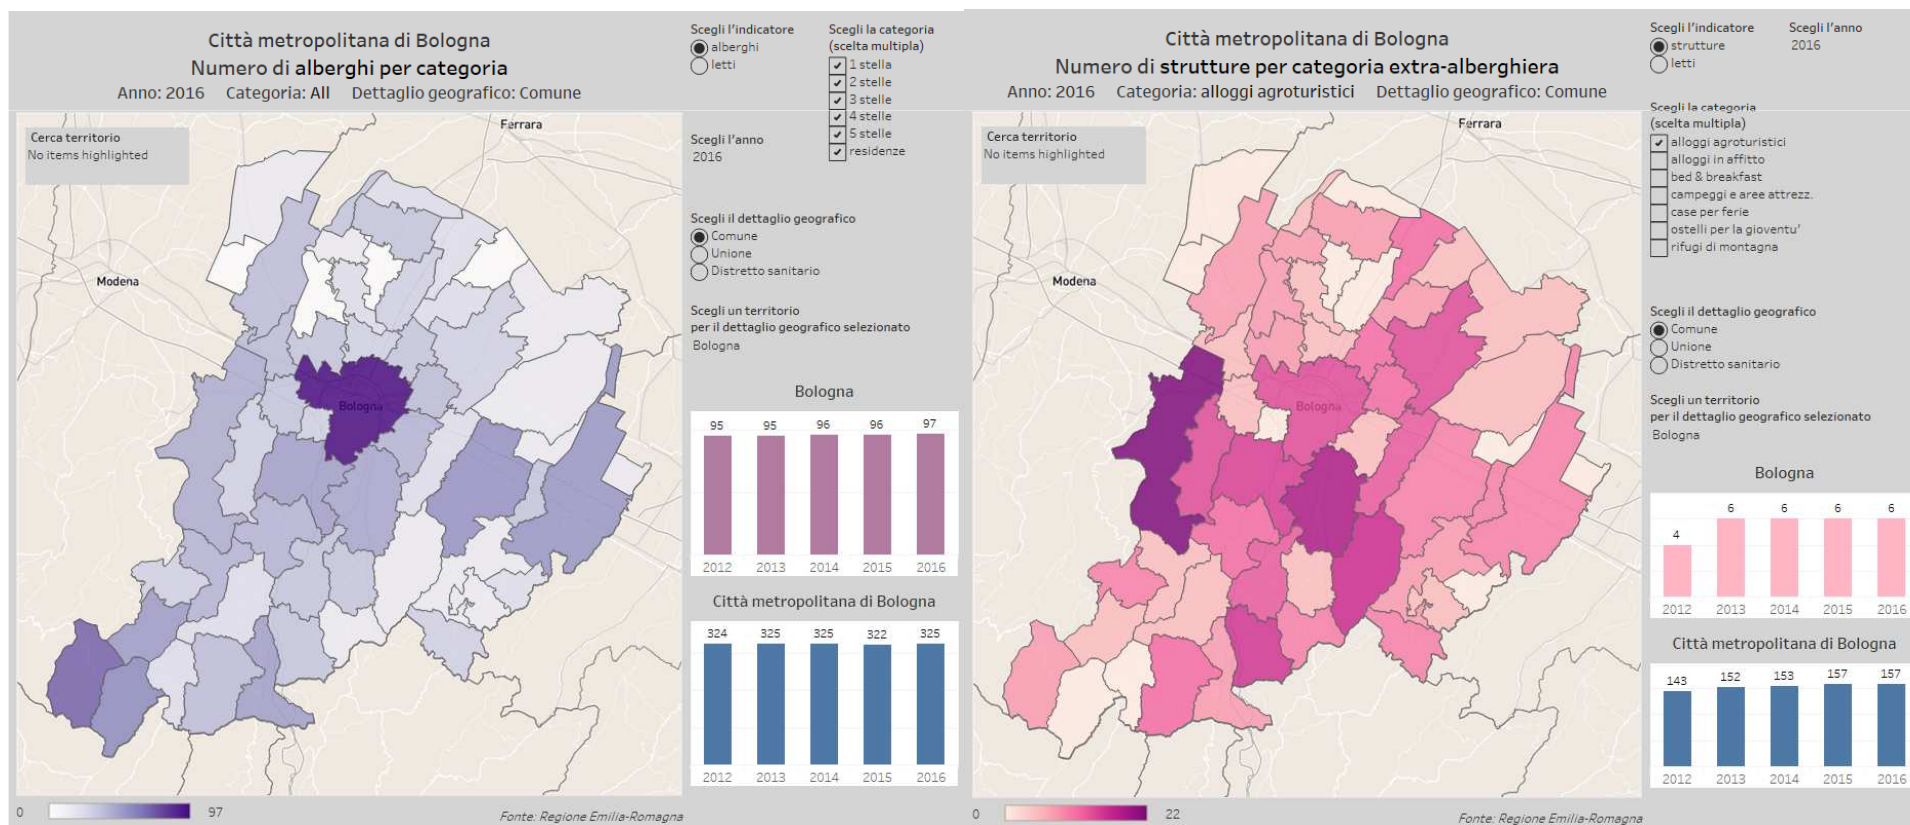 Città metropolitana di Bologna
Numero di alberghi per categoria
Anno: 2016 Categoria: All Dettaglio geografico: Comune
Cerca territorio
No items highlighted
Ferrara
Modena
Bologna
0 97
Fonte: Regione Emilia-Romagna
Scegli l'indicatore
alberghi
letti
Scegli la categoria
(scelta multipla)
1 stella
2 stelle
3 stelle
4 stelle
5 stelle
residenze
Scegli l'anno
2016
Scegli il dettaglio geografico
Comune
Unione
Distretto sanitario
Scegli un territorio
per il dettaglio geografico selezionato
Bologna
Bologna
95 95 96 96 97
2012 2013 2014 2015 2016
Città metropolitana di Bologna
324 325 325 322 325
2012 2013 2014 2015 2016
Città metropolitana di Bologna
Numero di strutture per categoria extra-alberghiera
Anno: 2016 Categoria: alloggi agroturistici Dettaglio geografico: Comune
Cerca territorio
No items highlighted
Ferrara
Modena
Bologna
0 22
Fonte: Regione Emilia-Romagna
Scegli l'indicatore
strutture
letti
Scegli l'anno
2016
Scegli la categoria
(scelta multipla)
alloggi agroturistici
alloggi in affitto
bed & breakfast
campeggi e aree attrezz.
case per ferie
ostelli per la gioventu'
rifugi di montagna
Scegli il dettaglio geografico
Comune
Unione
Distretto sanitario
Scegli un territorio
per il dettaglio geografico selezionato
Bologna
Bologna
4 6 6 6 6
2012 2013 2014 2015 2016
Città metropolitana di Bologna
143 152 153 157 157
2012 2013 2014 2015 2016